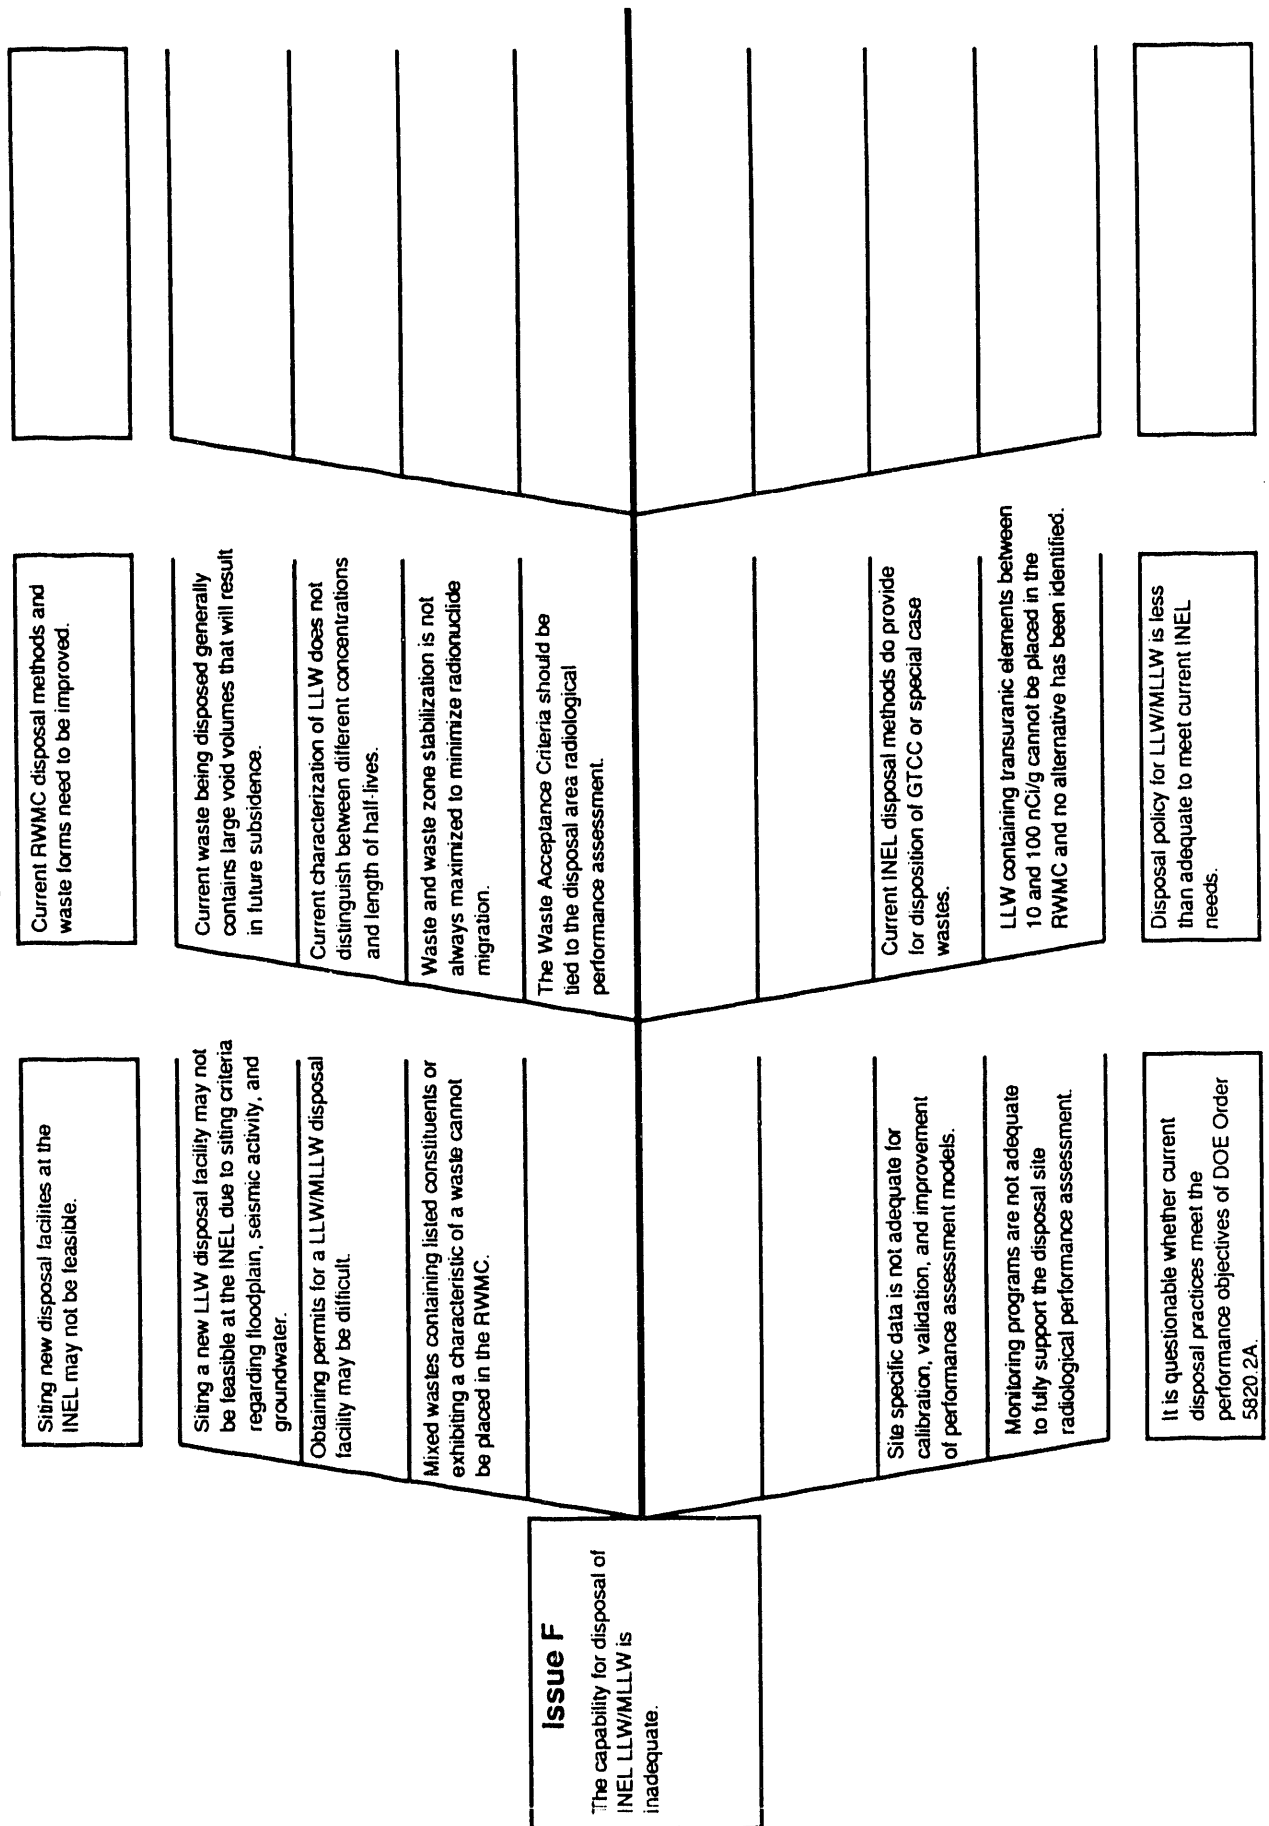 Issue F
The capability for disposal of
INEL LLW/MLLW is
inadequate.
Siting new disposal facilites at the
INEL may not be feasible.
Siting a new LLW disposal facility may not
be feasible at the INEL due to siting criteria
regarding floodplain, seismic activity, and
groundwater.
Obtaining permits for a LLW/MLLW disposal
facility may be difficult.
Mixed wastes containing listed constituents or
exhibiting a characteristic of a waste cannot
be placed in the RWMC.
Site specific data is not adequate for
calibration, validation, and improvement
of performance assessment models.
Monitoring programs are not adequate
to fully support the disposal site
radiological performance assessment.
It is questionable whether current
disposal practices meet the
performance objectives of DOE Order
5820.2A.
Current RWMC disposal methods and
waste forms need to be improved.
Current waste being disposed generally
contains large void volumes that will result
in future subsidence.
Current characterization of LLW does not
distinguish between different concentrations
and length of half-lives.
Waste and waste zone stabilization is not
always maximized to minimize radionuclide
migration.
The Waste Acceptance Criteria should be
tied to the disposal area radiological
performance assessment.
Current INEL disposal methods do provide
for disposition of GTCC or special case
wastes.
LLW containing transuranic elements between
10 and 100 nCi/g cannot be placed in the
RWMC and no alternative has been identified.
Disposal policy for LLW/MLLW is less
than adequate to meet current INEL
needs.